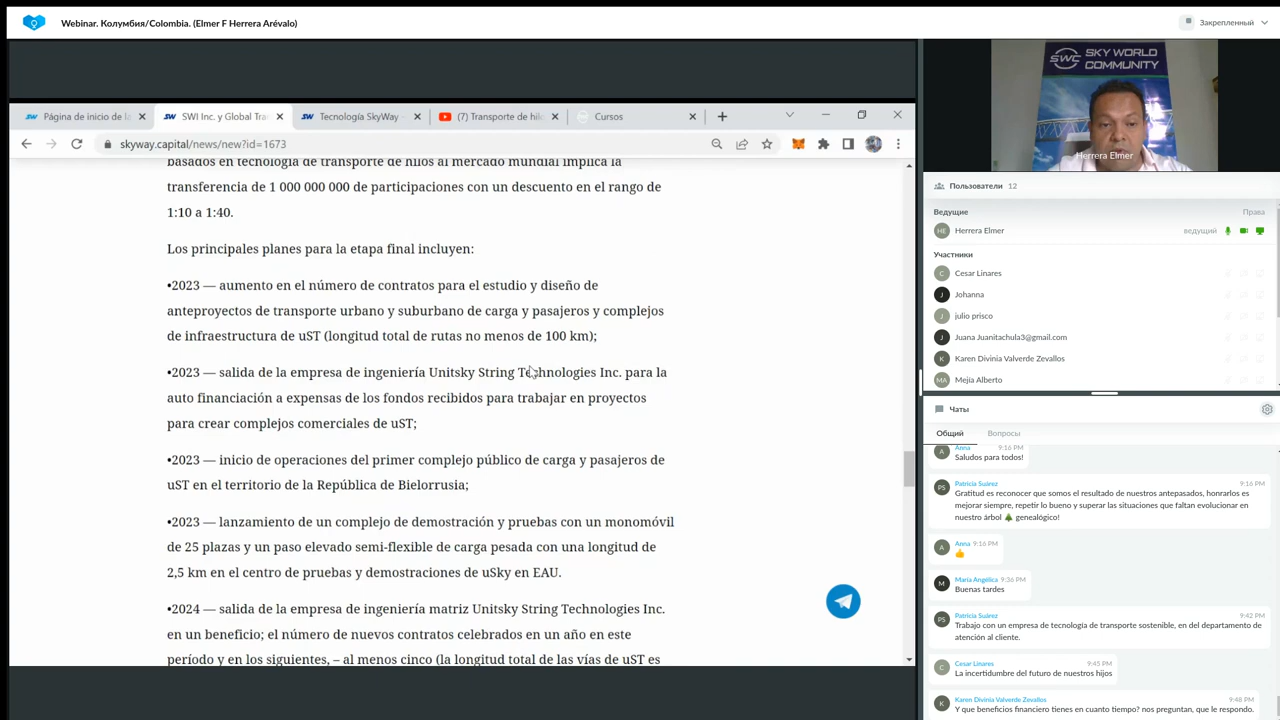 Webinar. Колумбия/Colombia. (Elmer F Herrera Arévalo)
Закрепленный
Página de inicio de la
SWI Inc. y Global Tra
Tecnología SkyWay
(7) Transporte de hilo
Cursos
skyway.capital/news/new?id=1673
basados en tecnología de transporte de hilos al mercado mundial implica la
transferencia de 1 000 000 000 de participaciones con un descuento en el rango de
1:10 a 1:40.
Los principales planes para la etapa final incluyen:
•2023 — aumento en el número de contratos para el estudio y diseño de
anteproyectos de transporte urbano y suburbano de carga y pasajeros y complejos
de infraestructura de uST (longitud total de rutas no menos de 100 km);
•2023 — salida de la empresa de ingeniería Unitsky String Technologies Inc. para la
auto financiación a expensas de los fondos recibidos para trabajar en proyectos
para crear complejos comerciales de uST;
•2023 — inicio de operaciones del primer complejo público de carga y pasajeros de
uST en el territorio de la República de Bielorrusia;
•2023 — lanzamiento de un complejo de demostración y pruebas con un monomóvil
de 25 plazas y un paso elevado semi-flexible de carga pesada con una longitud de
2,5 km en el centro de pruebas y demostraciones de uSky en EAU.
•2024 — salida de la empresa de ingeniería matriz Unitsky String Technologies Inc.
en un beneficio; el número de nuevos contratos celebrados en un año en este
período y en los siguientes, – al menos cinco (la longitud total de las vías de uST es
SWC
SKY WORLD
COMMUNITY
Herrera Elmer
Пользователи 12
Ведущие
Права
HE
Herrera Elmer
ведущий
Участники
C
Cesar Linares
J
Johanna
J
julio prisco
J
Juana Juanitachula3@gmail.com
K
Karen Divinia Valverde Zevallos
MA
Mejía Alberto
Чаты
Общий
Вопросы
A
Anna
9:16 PM
Saludos para todos!
PS
Patricia Suárez
9:16 PM
Gratitud es reconocer que somos el resultado de nuestros antepasados, honrarlos es
mejorar siempre, repetir lo bueno y superar las situaciones que faltan evolucionar en
nuestro árbol 🌲 genealógico!
A
Anna 9:16 PM
👍
M
María Angélica
9:36 PM
Buenas tardes
PS
Patricia Suárez
9:42 PM
Trabajo con un empresa de tecnología de transporte sostenible, en del departamento de
atención al cliente.
C
Cesar Linares
9:45 PM
La incertidumbre del futuro de nuestros hijos
K
Karen Divinia Valverde Zevallos
9:48 PM
Y que beneficios financiero tienes en cuanto tiempo? nos preguntan, que le respondo.